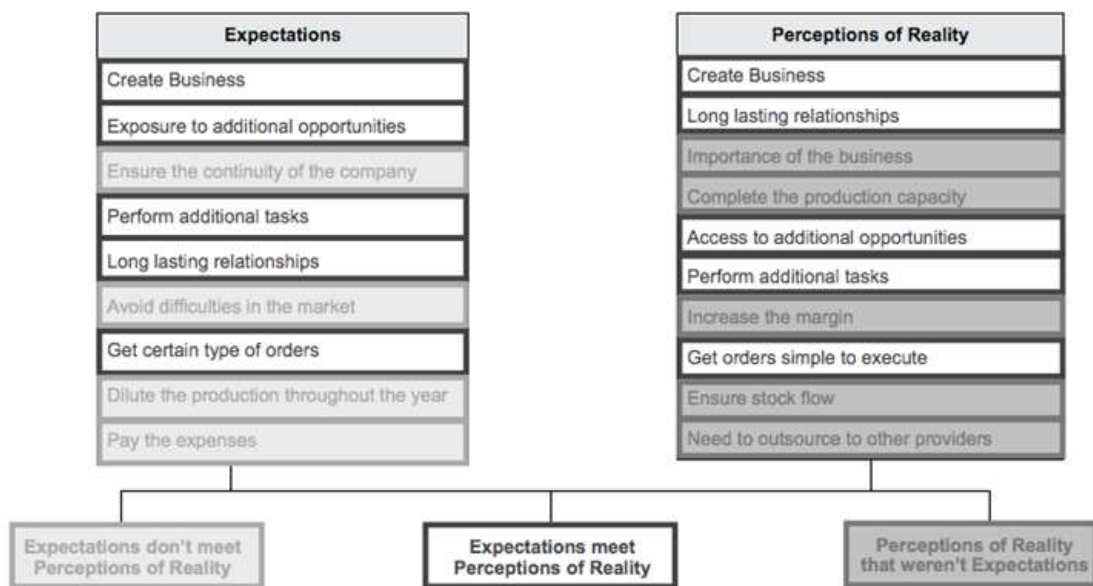 Expectations
Create Business
Exposure to additional opportunities
Ensure the continuity of the company
Perform additional tasks
Long lasting relationships
Avoid difficulties in the market
Get certain type of orders
Dilute the production throughout the year
Pay the expenses
Perceptions of Reality
Create Business
Long lasting relationships
Importance of the business
Complete the production capacity
Access to additional opportunities
Perform additional tasks
Increase the margin
Get orders simple to execute
Ensure stock flow
Need to outsource to other providers
Expectations don't meet
Perceptions of Reality
Expectations meet
Perceptions of Reality
Perceptions of Reality
that weren't Expectations